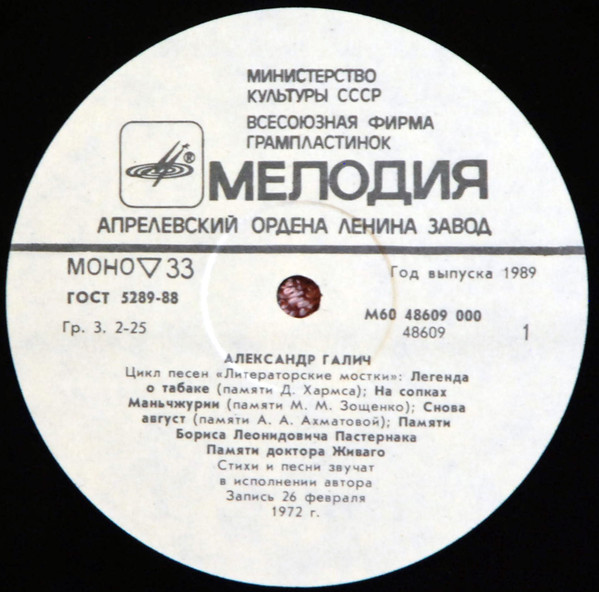 МИНИСТЕРСТВО
КУЛЬТУРЫ СССР
ВСЕСОЮЗНАЯ ФИРМА
ГРАМПЛАСТИНОК
®
МЕЛОДИЯ
АПРЕЛЕВСКИЙ ОРДЕНА ЛЕНИНА ЗАВОД
МОНО ▽ 33
Год выпуска 1989
ГОСТ 5289-88
М60 48609 000
Гр. 3. 2-25
48609
1
АЛЕКСАНДР ГАЛИЧ
Цикл песен «Литераторские мостки»: Легенда
о табаке (памяти Д. Хармса); На сопках
Маньчжурии (памяти М. М. Зощенко); Снова
август (памяти А. А. Ахматовой); Памяти
Бориса Леонидовича Пастернака
Памяти доктора Живаго
Стихи и песни звучат
в исполнении автора
Запись 26 февраля
1972 г.